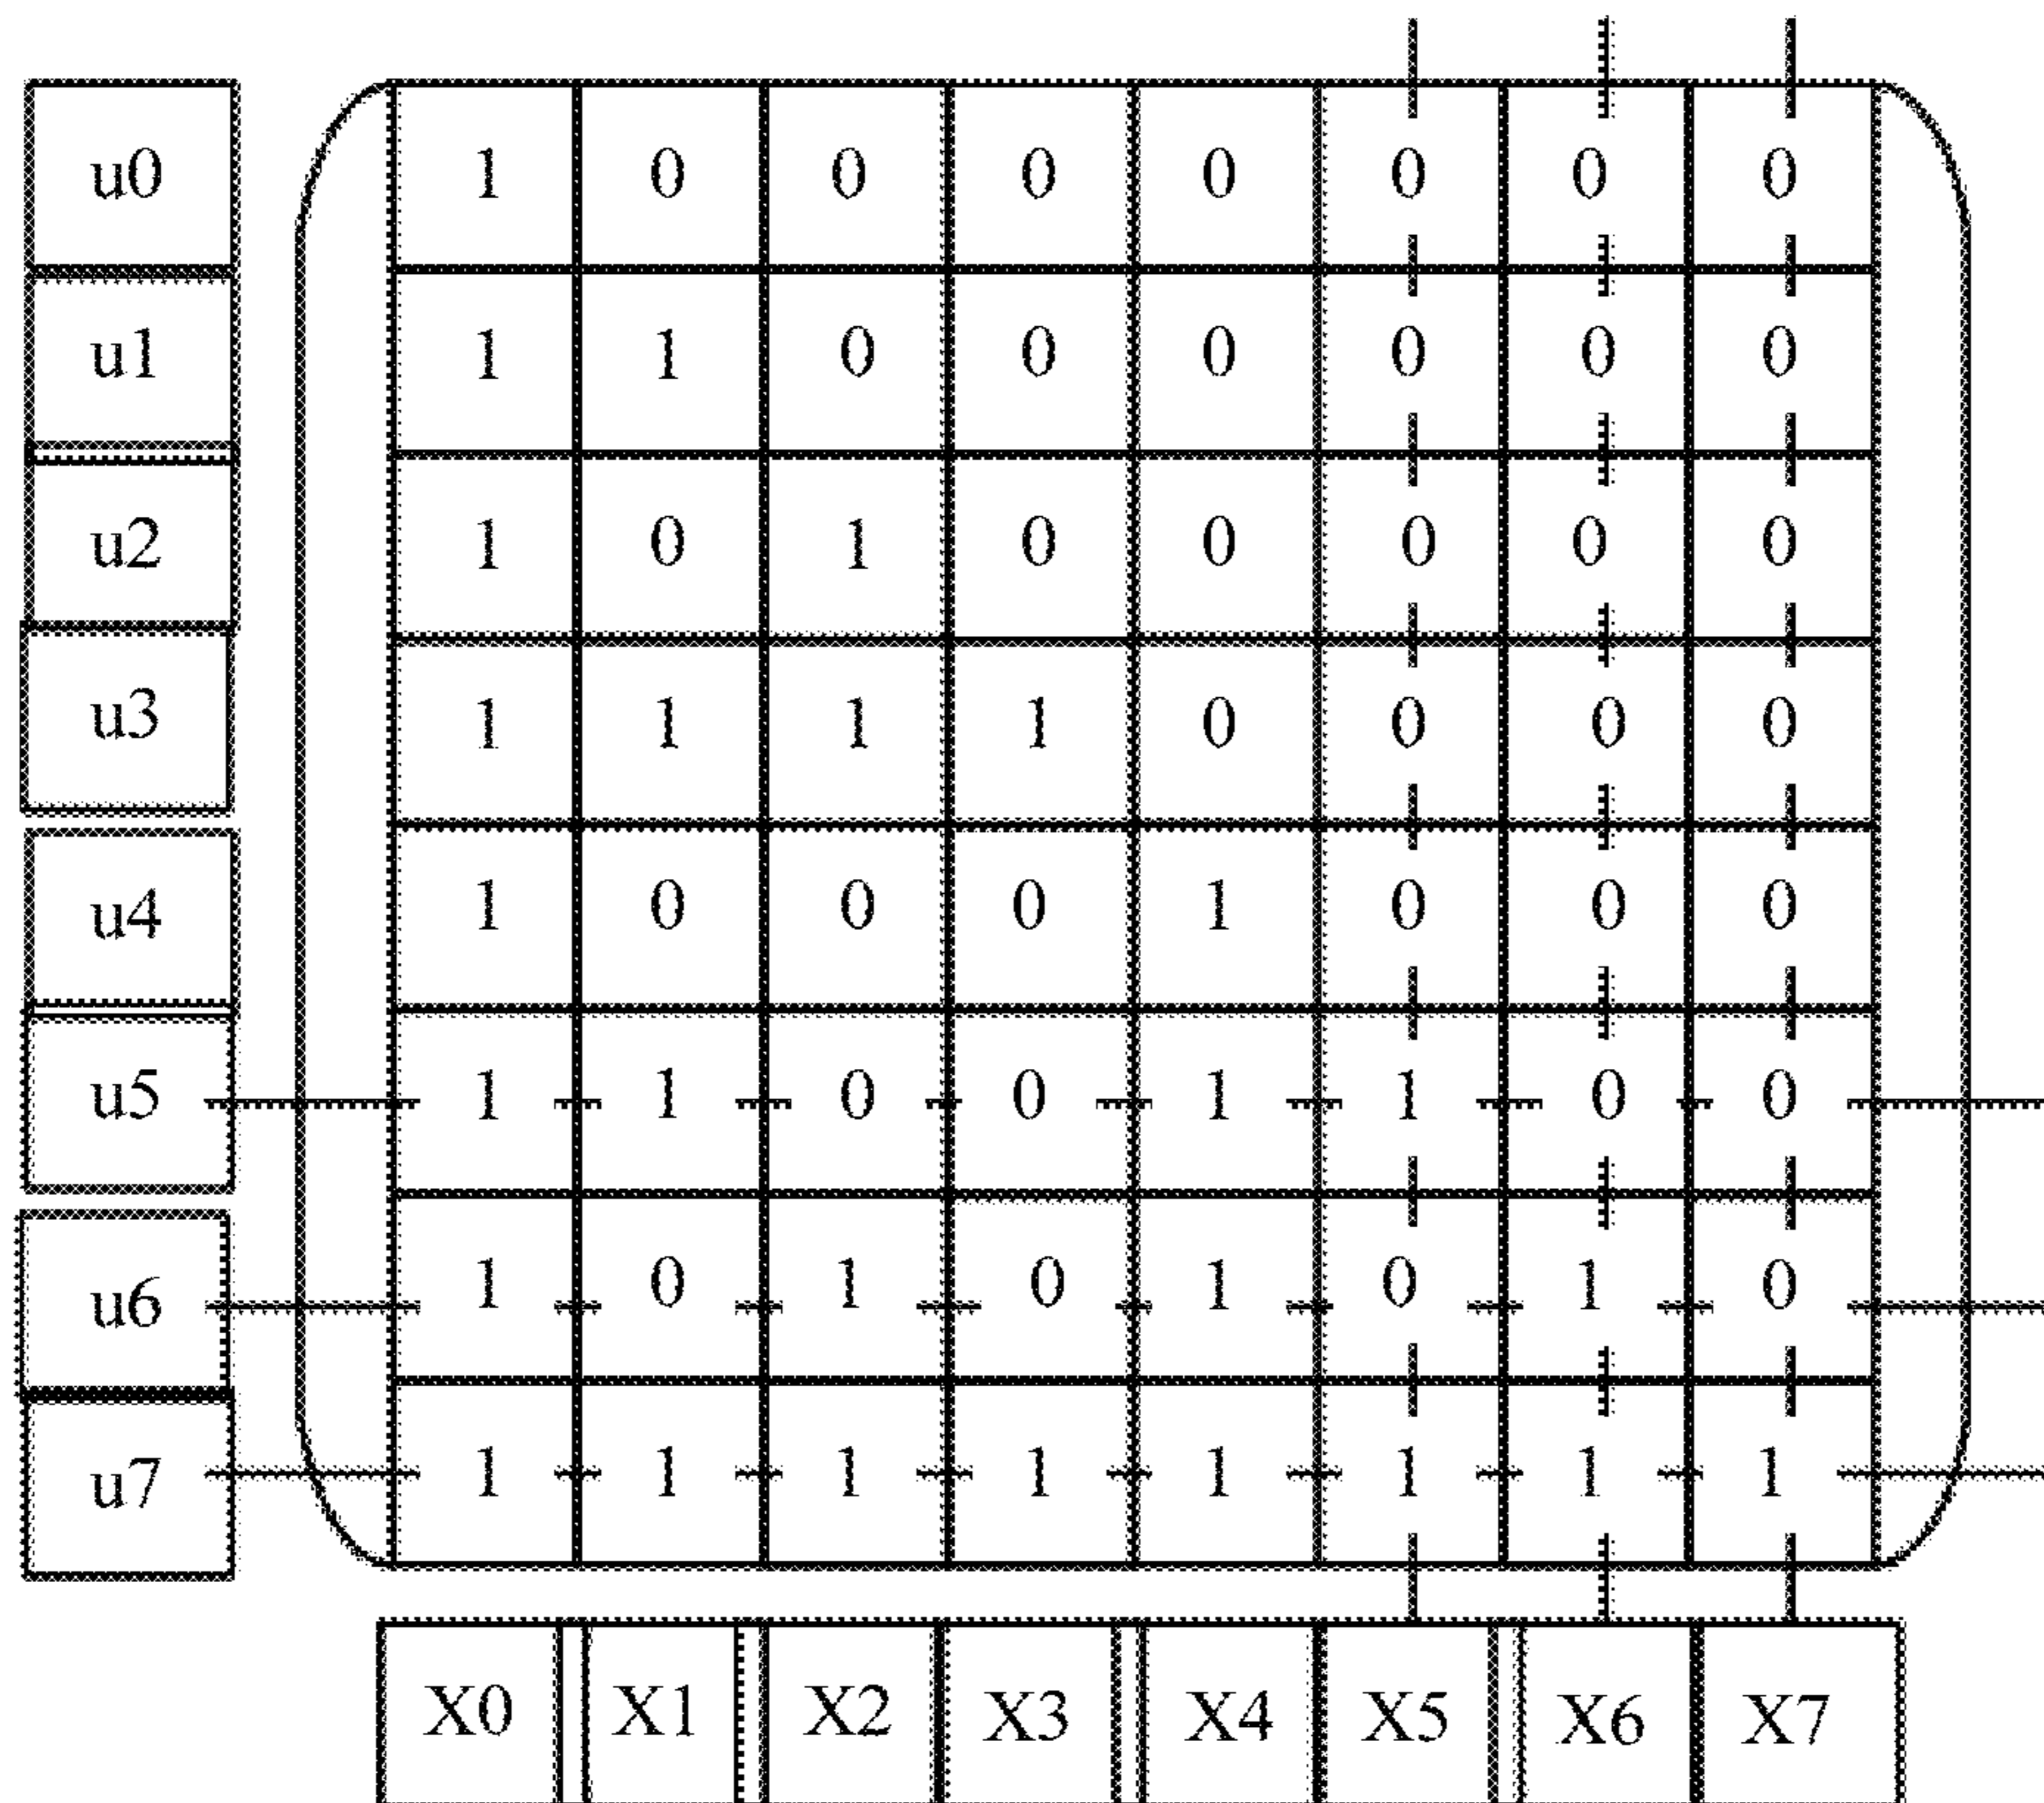 u0 1 0 0 0 0 0 0 0
u1 1 1 0 0 0 0 0 0
u2 1 0 1 0 0 0 0 0
u3 1 1 1 1 0 0 0 0
u4 1 0 0 0 1 0 0 0
u5 1 1 0 0 1 1 0 0
u6 1 0 1 0 1 0 1 0
u7 1 1 1 1 1 1 1 1
X0 X1 X2 X3 X4 X5 X6 X7